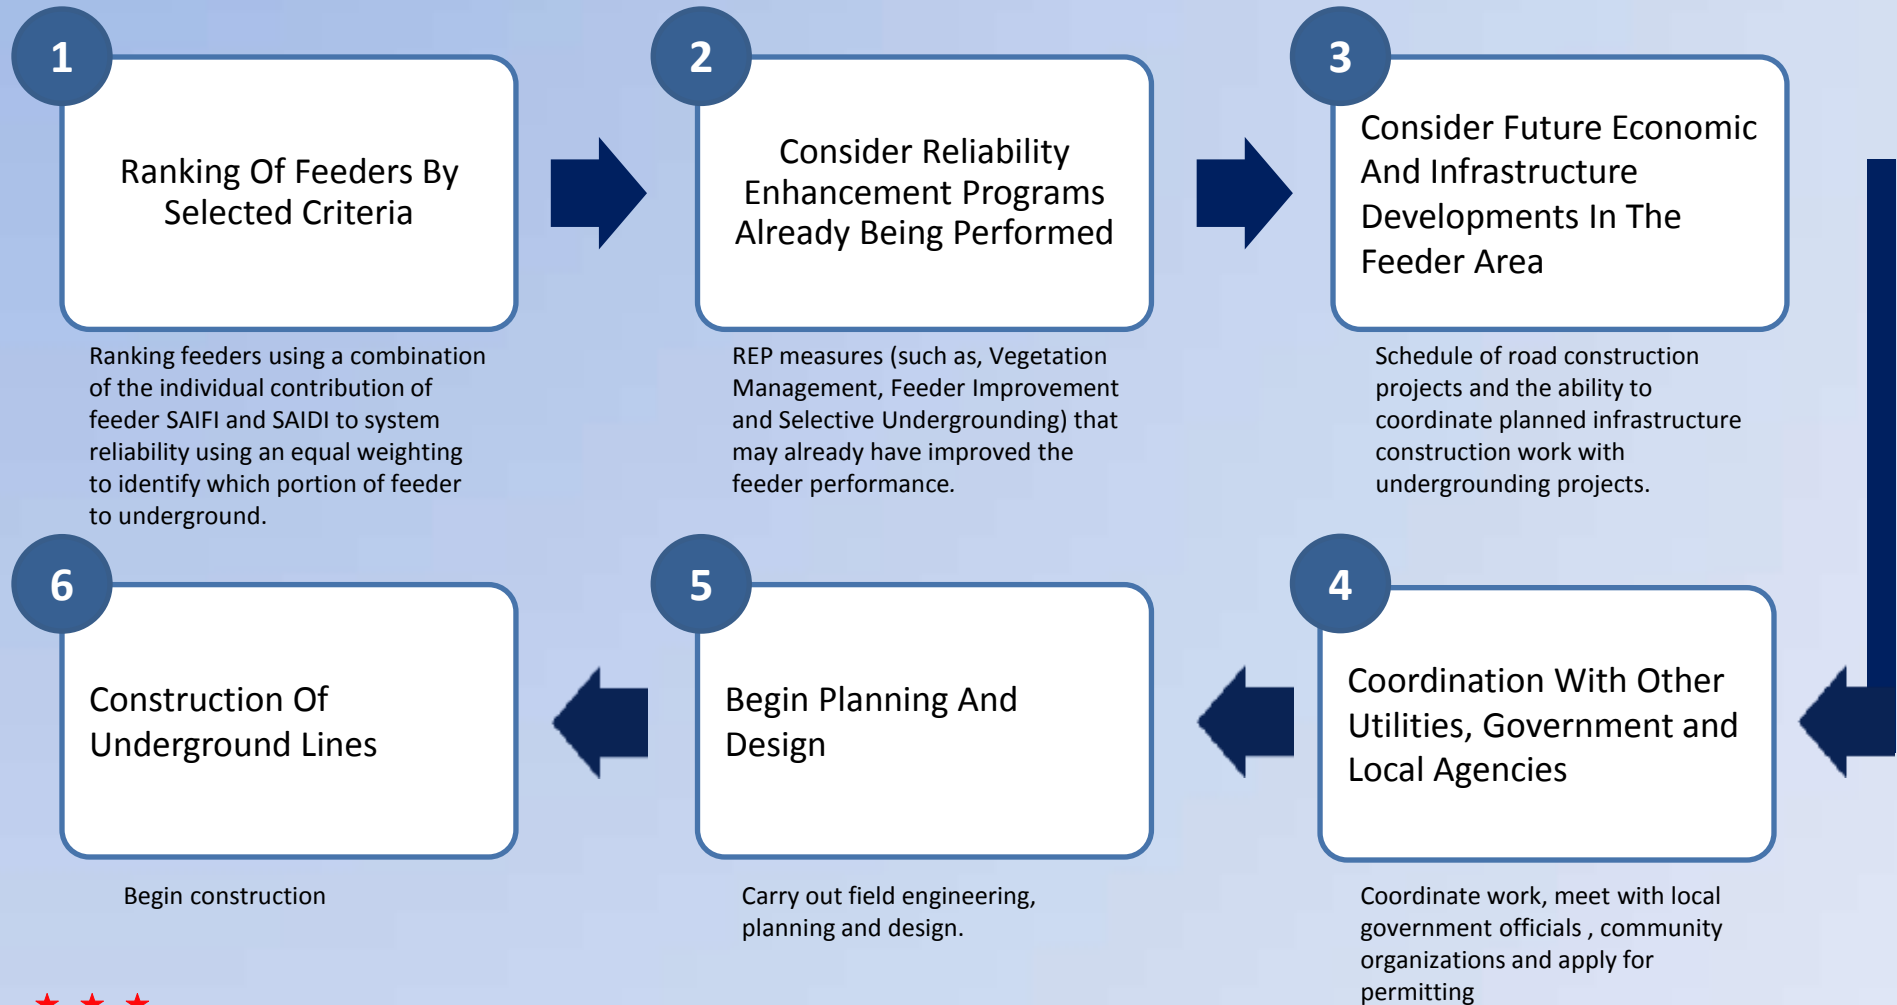 1
Ranking Of Feeders By
Selected Criteria
Ranking feeders using a combination
of the individual contribution of
feeder SAIFI and SAIDI to system
reliability using an equal weighting
to identify which portion of feeder
to underground.
2
Consider Reliability
Enhancement Programs
Already Being Performed
REP measures (such as, Vegetation
Management, Feeder Improvement
and Selective Undergrounding) that
may already have improved the
feeder performance.
3
Consider Future Economic
And Infrastructure
Developments In The
Feeder Area
Schedule of road construction
projects and the ability to
coordinate planned infrastructure
construction work with
undergrounding projects.
4
Coordination With Other
Utilities, Government and
Local Agencies
Coordinate work, meet with local
government officials , community
organizations and apply for
permitting
5
Begin Planning And
Design
Carry out field engineering,
planning and design.
6
Construction Of
Underground Lines
Begin construction